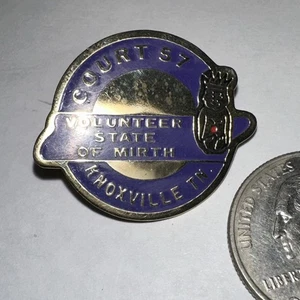 COURT 87
VOLUNTEER
STATE
OF MIRTH
KNOXVILLE TN.
UNITED STATES
LIBERTY